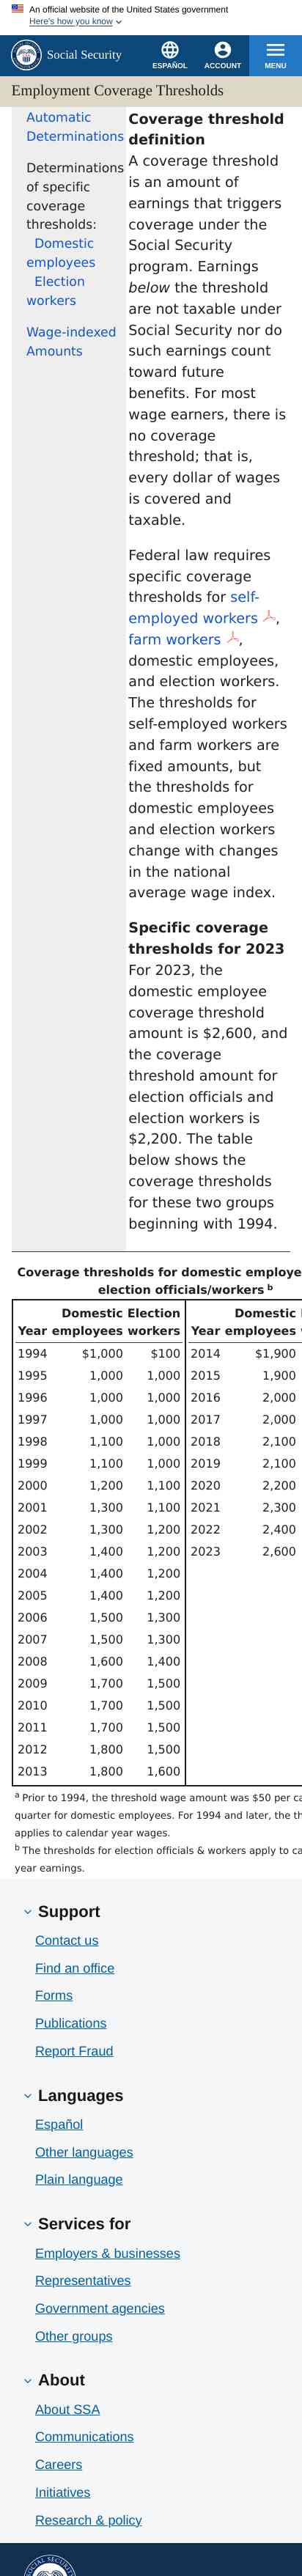 An official website of the United States government
Here's how you know
Social Security
ESPAÑOL
ACCOUNT
MENU
Employment Coverage Thresholds
Automatic
Determinations
Determinations
of specific
coverage
thresholds:
Domestic
employees
Election
workers
Wage-indexed
Amounts
Coverage threshold
definition
A coverage threshold
is an amount of
earnings that triggers
coverage under the
Social Security
program. Earnings
below the threshold
are not taxable under
Social Security nor do
such earnings count
toward future
benefits. For most
wage earners, there is
no coverage
threshold; that is,
every dollar of wages
is covered and
taxable.
Federal law requires
specific coverage
thresholds for self-
employed workers ,
farm workers ,
domestic employees,
and election workers.
The thresholds for
self-employed workers
and farm workers are
fixed amounts, but
the thresholds for
domestic employees
and election workers
change with changes
in the national
average wage index.
Specific coverage
thresholds for 2023
For 2023, the
domestic employee
coverage threshold
amount is $2,600, and
the coverage
threshold amount for
election officials and
election workers is
$2,200. The table
below shows the
coverage thresholds
for these two groups
beginning with 1994.
Coverage thresholds for domestic employe
election officials/workers b
Domestic Election Domestic
Year employees workers Year employees
1994 $1,000 $100 2014 $1,900
1995 1,000 1,000 2015 1,900
1996 1,000 1,000 2016 2,000
1997 1,000 1,000 2017 2,000
1998 1,100 1,000 2018 2,100
1999 1,100 1,000 2019 2,100
2000 1,200 1,100 2020 2,200
2001 1,300 1,100 2021 2,300
2002 1,300 1,200 2022 2,400
2003 1,400 1,200 2023 2,600
2004 1,400 1,200
2005 1,400 1,200
2006 1,500 1,300
2007 1,500 1,300
2008 1,600 1,400
2009 1,700 1,500
2010 1,700 1,500
2011 1,700 1,500
2012 1,800 1,500
2013 1,800 1,600
a Prior to 1994, the threshold wage amount was $50 per ca
quarter for domestic employees. For 1994 and later, the th
applies to calendar year wages.
b The thresholds for election officials & workers apply to ca
year earnings.
Support
Contact us
Find an office
Forms
Publications
Report Fraud
Languages
Español
Other languages
Plain language
Services for
Employers & businesses
Representatives
Government agencies
Other groups
About
About SSA
Communications
Careers
Initiatives
Research & policy